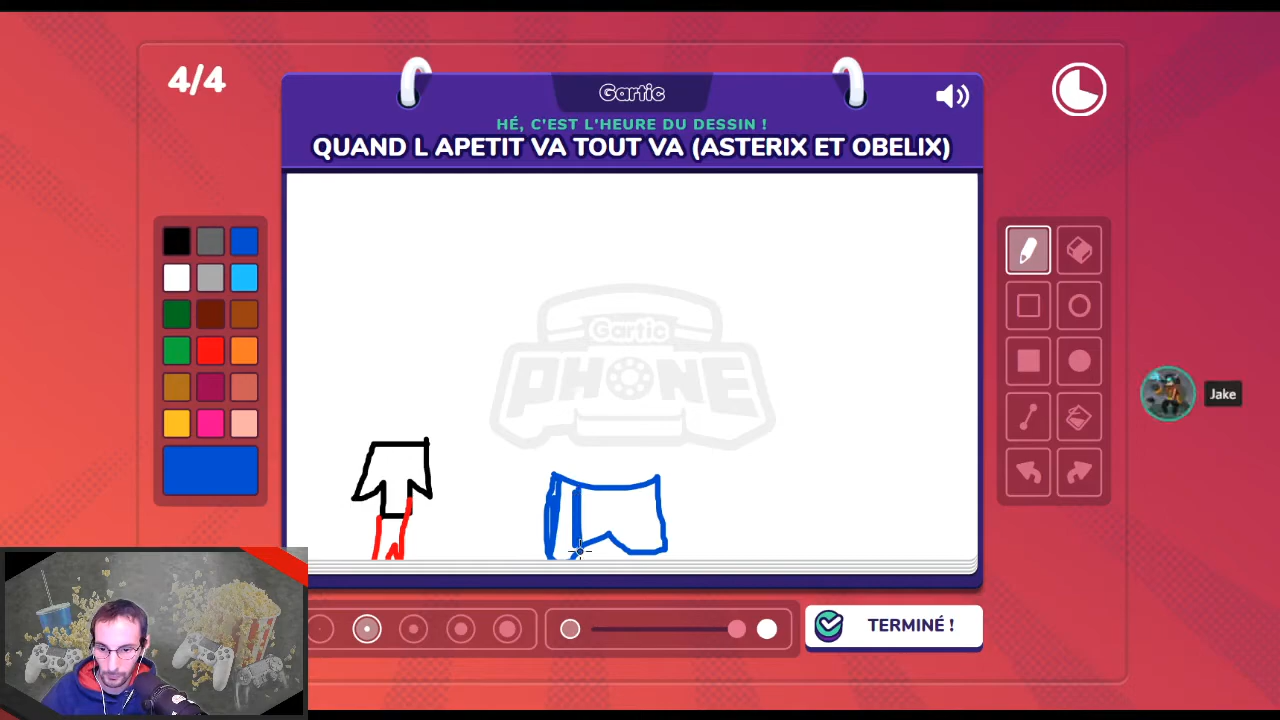 4/4
Gartic
HÉ, C'EST L'HEURE DU DESSIN !
QUAND L APETIT VA TOUT VA (ASTERIX ET OBELIX)
Gartic
PHONE
Jake
TERMINÉ !